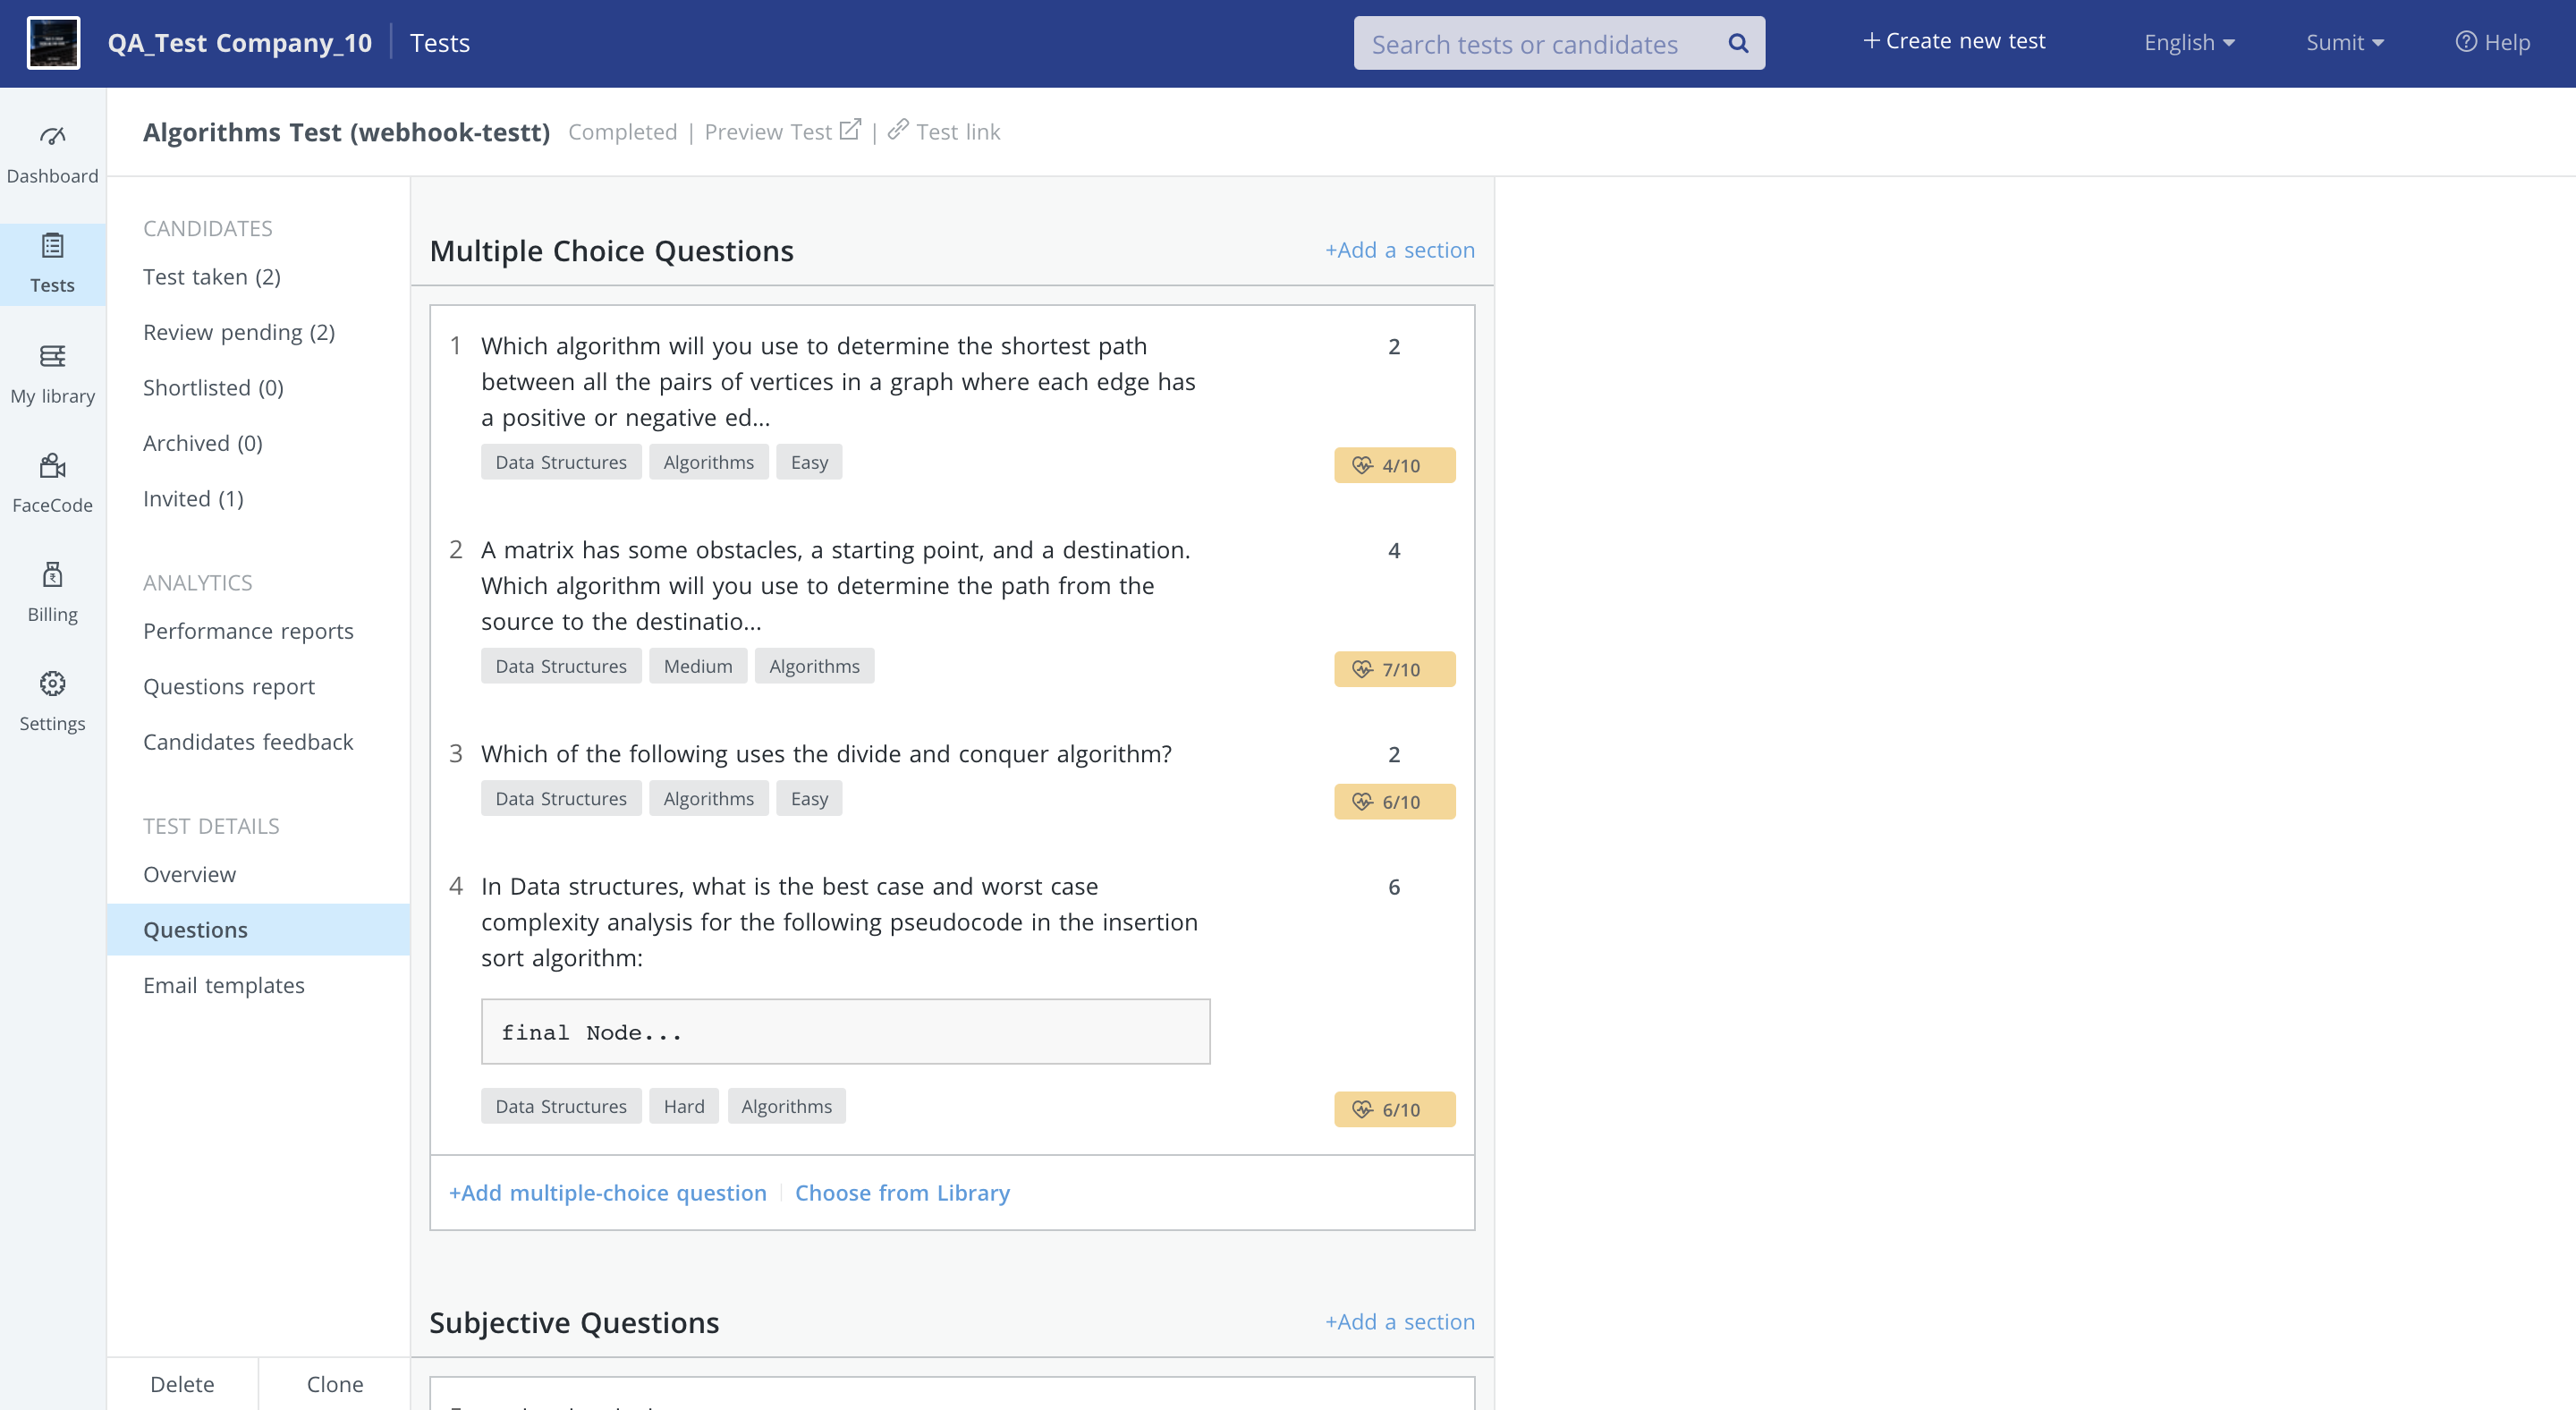 QA_Test Company_10
Tests
Search tests or candidates
+ Create new test
English
Sumit
Help
Dashboard
Tests
My library
FaceCode
Billing
Settings
Algorithms Test (webhook-testt) Completed | Preview Test | Test link
CANDIDATES
Test taken (2)
Review pending (2)
Shortlisted (0)
Archived (0)
Invited (1)
ANALYTICS
Performance reports
Questions report
Candidates feedback
TEST DETAILS
Overview
Questions
Email templates
Delete
Clone
Multiple Choice Questions
+Add a section
1 Which algorithm will you use to determine the shortest path 2
between all the pairs of vertices in a graph where each edge has
a positive or negative ed...
Data Structures Algorithms Easy 4/10
2 A matrix has some obstacles, a starting point, and a destination. 4
Which algorithm will you use to determine the path from the
source to the destinatio...
Data Structures Medium Algorithms 7/10
3 Which of the following uses the divide and conquer algorithm? 2
Data Structures Algorithms Easy 6/10
4 In Data structures, what is the best case and worst case 6
complexity analysis for the following pseudocode in the insertion
sort algorithm:
final Node...
Data Structures Hard Algorithms 6/10
+Add multiple-choice question | Choose from Library
Subjective Questions
+Add a section